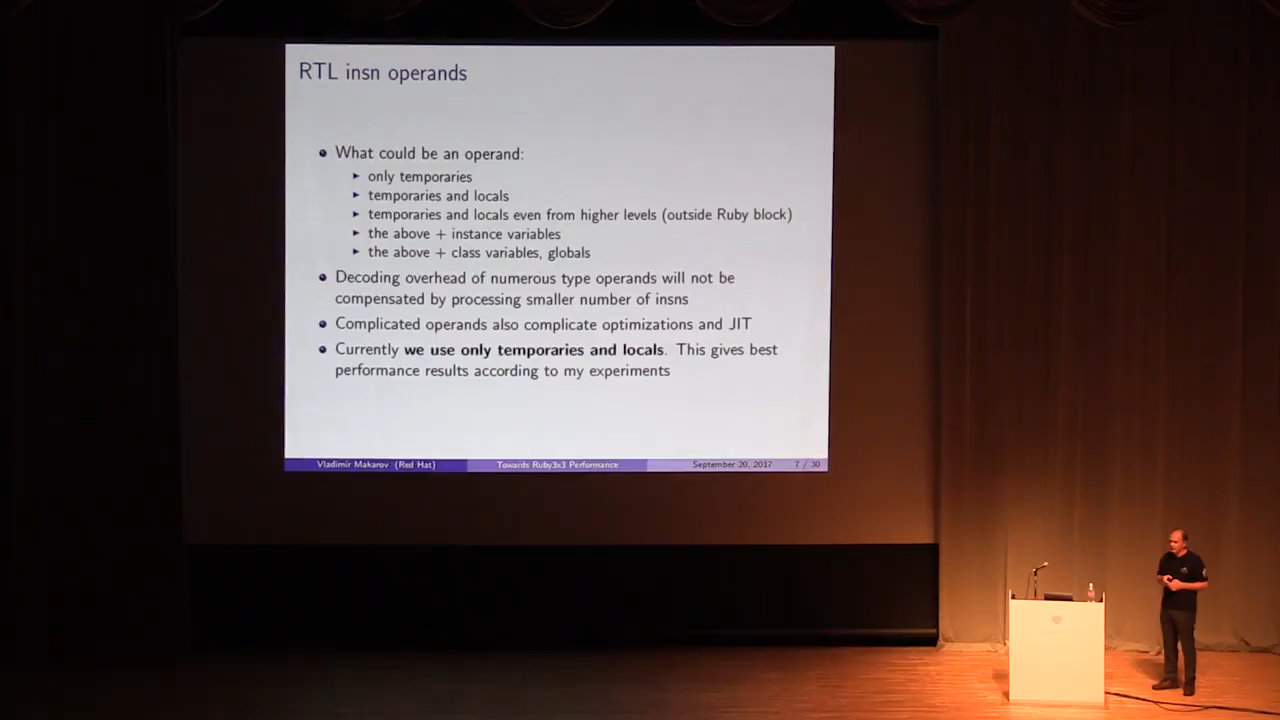 RTL insn operands
What could be an operand:
only temporaries
temporaries and locals
temporaries and locals even from higher levels (outside Ruby block)
the above + instance variables
the above + class variables, globals
Decoding overhead of numerous type operands will not be
compensated by processing smaller number of insns
Complicated operands also complicate optimizations and JIT
Currently we use only temporaries and locals. This gives best
performance results according to my experiments
Vladimir Makarov (Red Hat) Towards Ruby3x3 Performance September 20, 2017 7 / 30